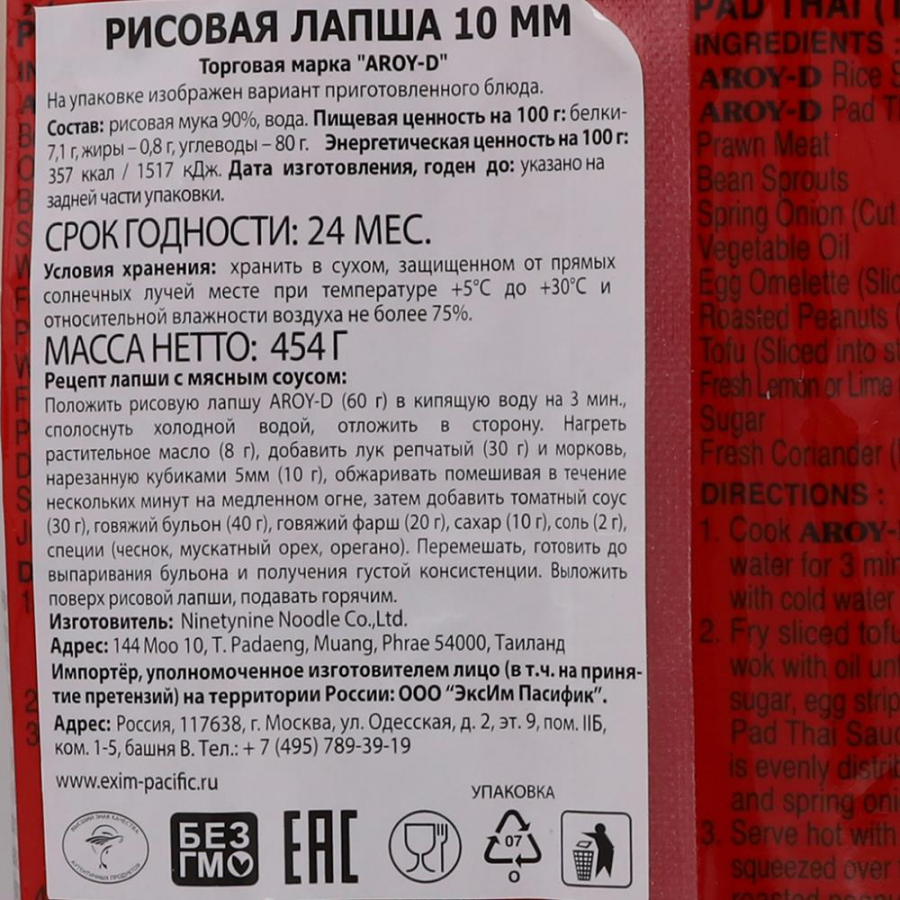 РИСОВАЯ ЛАПША 10 ММ
Торговая марка "AROY-D"
На упаковке изображен вариант приготовленного блюда.
Состав: рисовая мука 90%, вода. Пищевая ценность на 100 г: белки-
7,1 г, жиры – 0,8 г, углеводы – 80 г. Энергетическая ценность на 100 г:
357 ккал / 1517 кДж. Дата изготовления, годен до: указано на
задней части упаковки.
СРОК ГОДНОСТИ: 24 МЕС.
Условия хранения: хранить в сухом, защищенном от прямых
солнечных лучей месте при температуре +5°С до +30°С и
относительной влажности воздуха не более 75%.
МАССА НЕТТО: 454 Г
Рецепт лапши с мясным соусом:
Положить рисовую лапшу AROY-D (60 г) в кипящую воду на 3 мин.,
сполоснуть холодной водой, отложить в сторону. Нагреть
растительное масло (8 г), добавить лук репчатый (30 г) и морковь,
нарезанную кубиками 5мм (10 г), обжаривать помешивая в течение
нескольких минут на медленном огне, затем добавить томатный соус
(30 г), говяжий бульон (40 г), говяжий фарш (20 г), сахар (10 г), соль (2 г),
специи (чеснок, мускатный орех, орегано). Перемешать, готовить до
выпаривания бульона и получения густой консистенции. Выложить
поверх рисовой лапши, подавать горячим.
Изготовитель: Ninetynine Noodle Co.,Ltd.
Адрес: 144 Moo 10, T. Padaeng, Muang, Phrae 54000, Таиланд
Импортёр, уполномоченное изготовителем лицо (в т.ч. на приня-
тие претензий) на территории России: ООО "ЭксИм Пасифик".
Адрес: Россия, 117638, г. Москва, ул. Одесская, д. 2, эт. 9, пом. IIБ,
ком. 1-5, башня В. Тел.: + 7 (495) 789-39-19
www.exim-pacific.ru
УПАКОВКА
ВЫСШИЙ ЗНАК КАЧЕСТВА
АУТЕНТИЧНЫХ ПРОДУКТОВ
БЕЗ
ГМО
EAC
07
O
PAD THAI (
INGREDIENTS :
AROY-D Rice S
AROY-D Pad Th
Prawn Meat
Bean Sprouts
Spring Onion (Cut
Vegetable Oil
Egg Omelette (Slic
Roasted Peanuts (
Tofu (Sliced into st
Fresh Lemon or Lime
Sugar
Fresh Coriander (
DIRECTIONS :
1. Cook AROY-
water for 3 min
with cold water
2. Fry sliced tofu
wok with oil unt
sugar, egg strip
Pad Thai Sauc
is evenly distrib
and spring oni
3. Serve hot with
squeezed over
roasted peanu